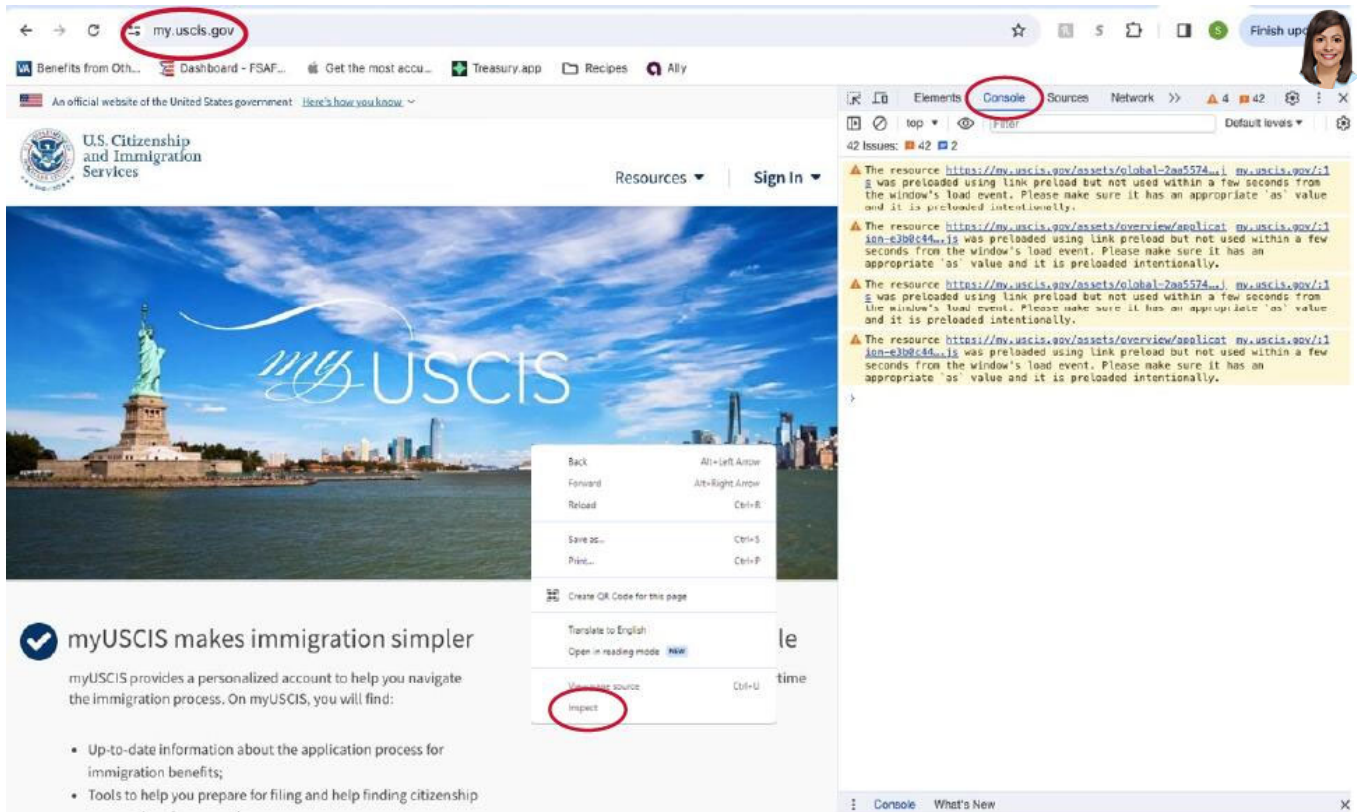 my.uscis.gov
Finish upd
Benefits from Oth... Dashboard - FSAF... Get the most accu... Treasury.app Recipes Ally
An official website of the United States government Here's how you know
U.S. Citizenship
and Immigration
Services
Resources Sign In
my USCIS
myUSCIS makes immigration simpler
le
myUSCIS provides a personalized account to help you navigate
time
the immigration process. On myUSCIS, you will find:
• Up-to-date information about the application process for
immigration benefits;
• Tools to help you prepare for filing and help finding citizenship
Back Alt+Left Arrow
Forward Alt+Right Arrow
Reload Ctrl+R
Save as... Ctrl+S
Print... Ctrl+P
Create QR Code for this page
Translate to English
Open in reading mode NEW
View page source Ctrl+U
Inspect
Elements Console Sources Network >> 4 42
top Filter Default levels
42 Issues: 42 2
The resource https://my.uscis.gov/assets/global-2aa5574….j my.uscis.gov/:1
s was preloaded using link preload but not used within a few seconds from
the window's load event. Please make sure it has an appropriate `as` value
and it is preloaded intentionally.
The resource https://my.uscis.gov/assets/overview/applicat my.uscis.gov/:1
ion-e3b0c44….js was preloaded using link preload but not used within a few
seconds from the window's load event. Please make sure it has an
appropriate `as` value and it is preloaded intentionally.
The resource https://my.uscis.gov/assets/global-2aa5574….j my.uscis.gov/:1
s was preloaded using link preload but not used within a few seconds from
the window's load event. Please make sure it has an appropriate `as` value
and it is preloaded intentionally.
The resource https://my.uscis.gov/assets/overview/applicat my.uscis.gov/:1
ion-e3b0c44….js was preloaded using link preload but not used within a few
seconds from the window's load event. Please make sure it has an
appropriate `as` value and it is preloaded intentionally.
Console What's New